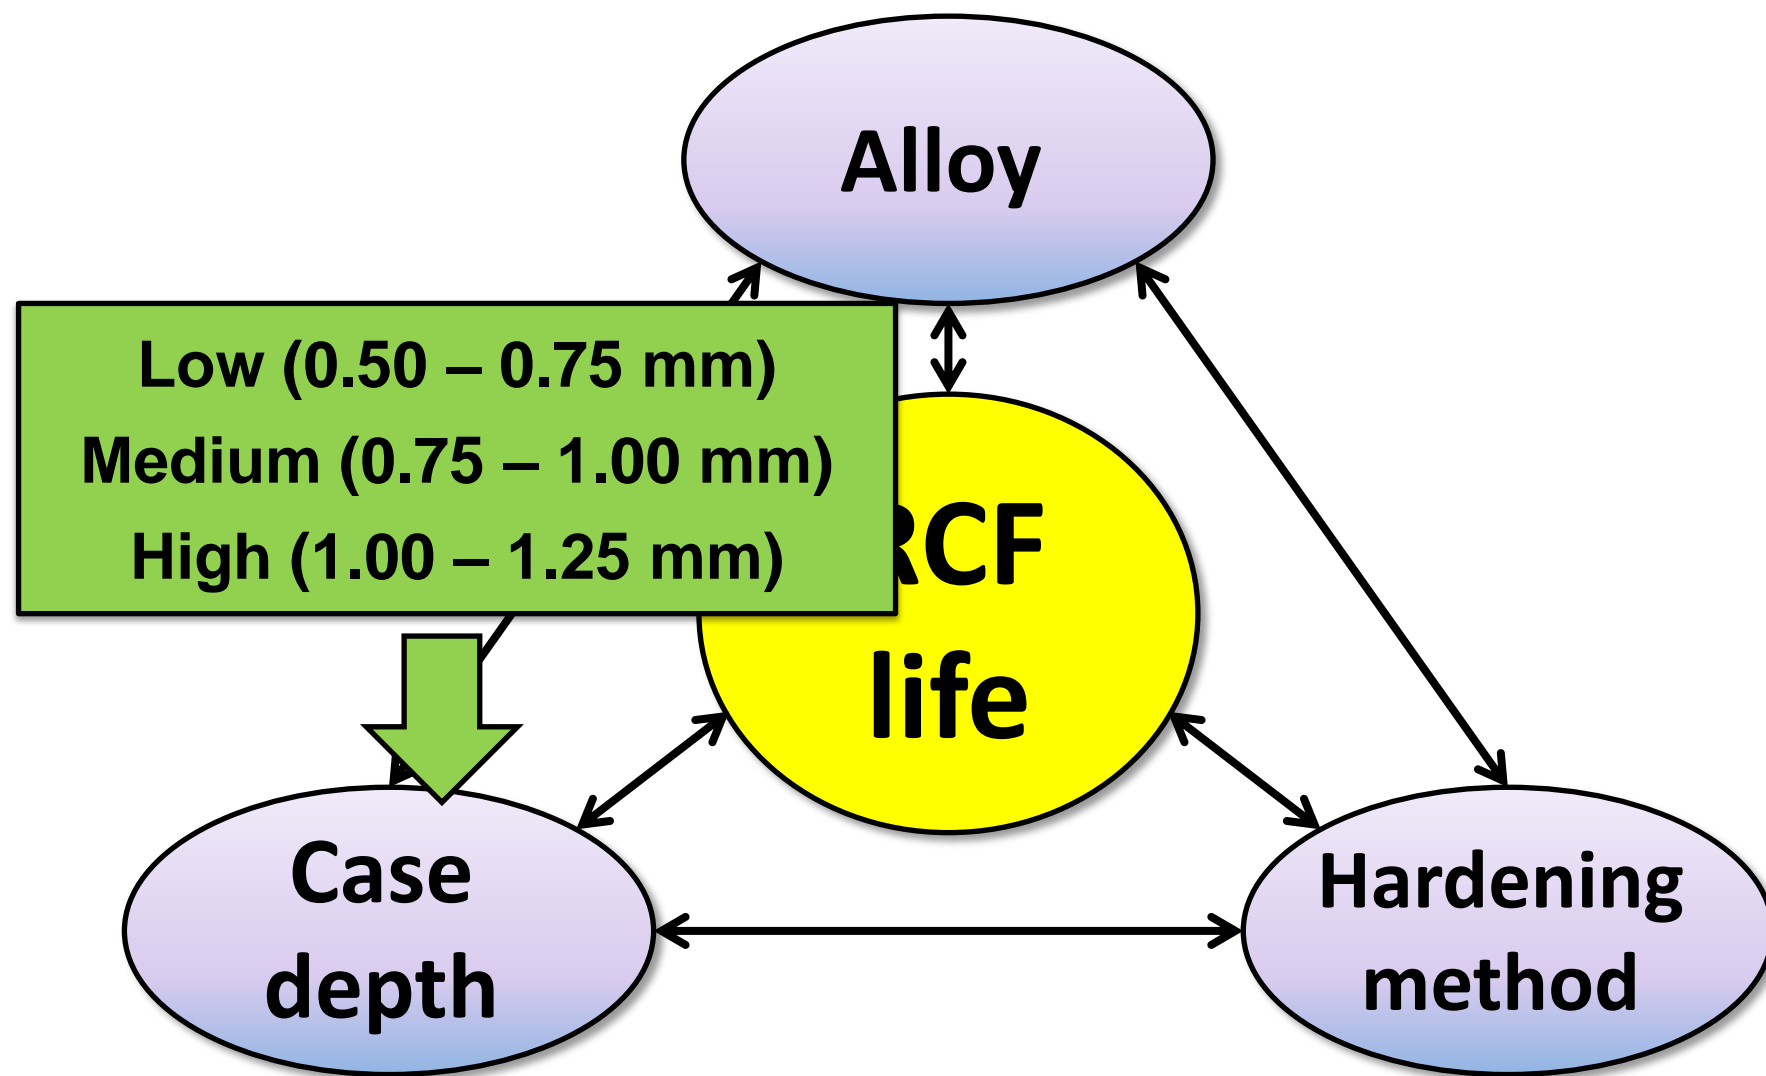 Alloy
Low (0.50 – 0.75 mm)
Medium (0.75 – 1.00 mm)
High (1.00 – 1.25 mm)
RCF
life
Case
depth
Hardening
method